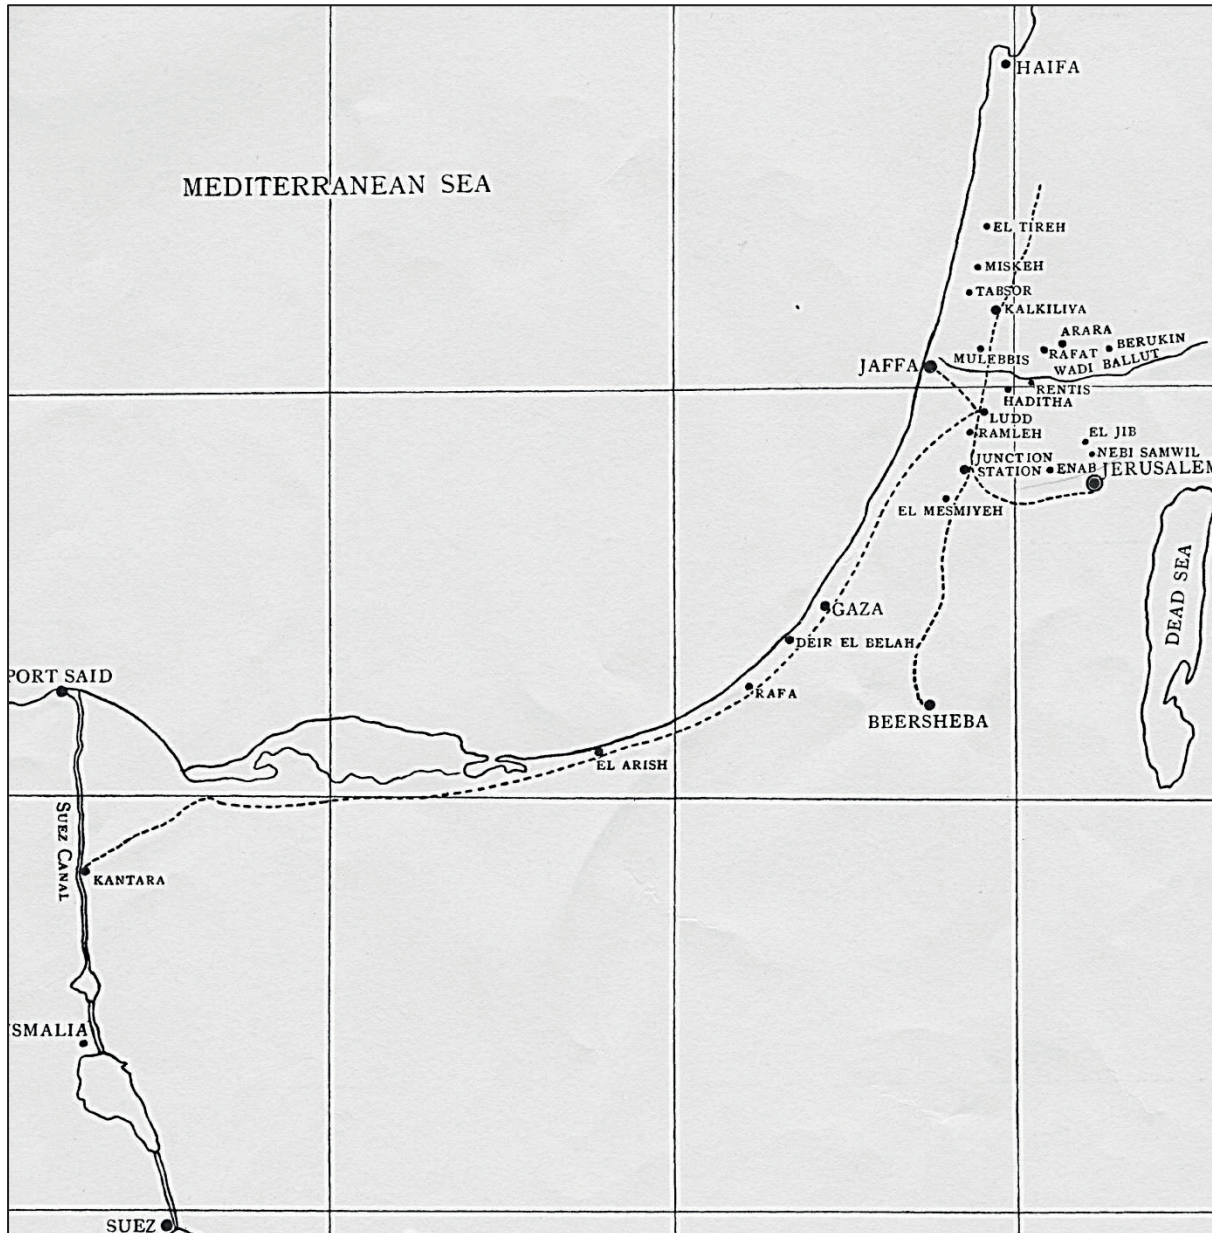 HAIFA
MEDITERRANEAN SEA
EL TIREH
MISKEH
TABSOR
KALKILIYA
ARARA
BERUKIN
MULEBBIS
RAFAT
WADI BALLUT
JAFFA
RENTIS
HADITHA
LUDD
RAMLEH
EL JIB
NEBI SAMWIL
JUNCTION
STATION
ENAB
JERUSALEM
EL MESMIYEH
DEAD SEA
GAZA
DEIR EL BELAH
PORT SAID
RAFA
BEERSHEBA
EL ARISH
SUEZ CANAL
KANTARA
SMALIA
SUEZ